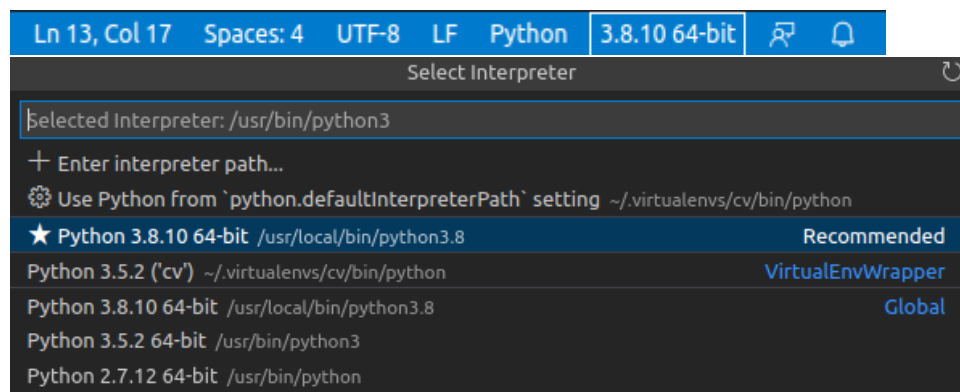 Ln 13, Col 17 Spaces: 4 UTF-8 LF Python 3.8.10 64-bit
Select Interpreter
Selected Interpreter: /usr/bin/python3
+ Enter interpreter path...
Use Python from `python.defaultInterpreterPath` setting ~/.virtualenvs/cv/bin/python
★ Python 3.8.10 64-bit /usr/local/bin/python3.8 Recommended
Python 3.5.2 ('cv') ~/.virtualenvs/cv/bin/python VirtualEnvWrapper
Python 3.8.10 64-bit /usr/local/bin/python3.8 Global
Python 3.5.2 64-bit /usr/bin/python3
Python 2.7.12 64-bit /usr/bin/python